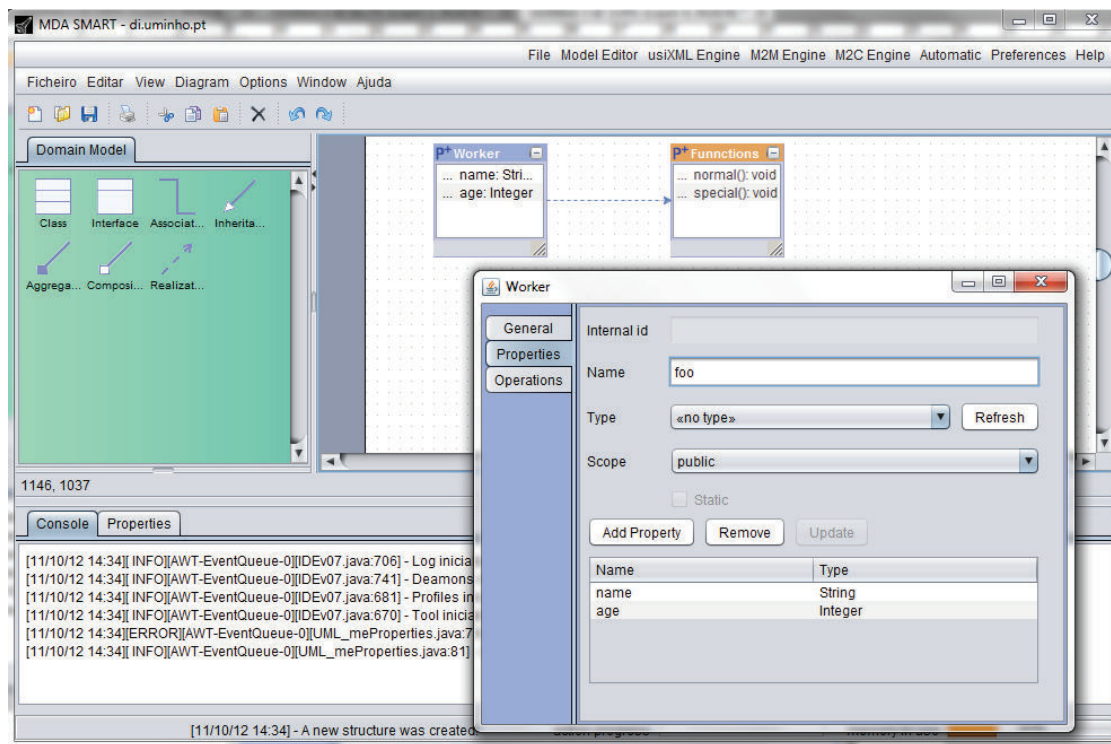 MDA SMART - di.uminho.pt
File Model Editor usiXML Engine M2M Engine M2C Engine Automatic Preferences Help
Ficheiro Editar View Diagram Options Window Ajuda
Domain Model
Class Interface Associat... Inherita...
Aggrega... Composi... Realizat...
P+ Worker
... name: Stri...
... age: Integer
P+ Funnctions
... normal(): void
... special(): void
1146, 1037
Console Properties
[11/10/12 14:34][ INFO][AWT-EventQueue-0][IDEv07.java:706] - Log inicia
[11/10/12 14:34][ INFO][AWT-EventQueue-0][IDEv07.java:741] - Deamons
[11/10/12 14:34][ INFO][AWT-EventQueue-0][IDEv07.java:681] - Profiles in
[11/10/12 14:34][ INFO][AWT-EventQueue-0][IDEv07.java:670] - Tool inicia
[11/10/12 14:34][ERROR][AWT-EventQueue-0][UML_meProperties.java:7
[11/10/12 14:34][ INFO][AWT-EventQueue-0][UML_meProperties.java:81]
[11/10/12 14:34] - A new structure was created.
Worker
General
Properties
Operations
Internal id
Name foo
Type «no type» Refresh
Scope public
Static
Add Property Remove Update
Name Type
name String
age Integer